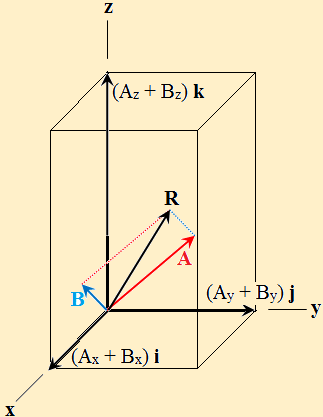 z
(Az + Bz) k
R
A
B
(Ay + By) j
y
(Ax + Bx) i
x